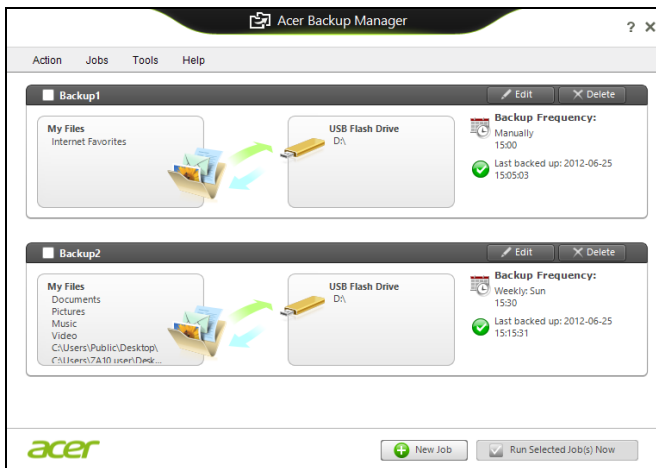 Acer Backup Manager
? X
Action Jobs Tools Help
Backup1
Edit
Delete
My Files
Internet Favorites
USB Flash Drive
D:\
Backup Frequency:
Manually
15:00
Last backed up: 2012-06-25
15:05:03
Backup2
Edit
Delete
My Files
Documents
Pictures
Music
Video
C:\Users\Public\Desktop\
C:\Users\ZA10 user\Desk...
USB Flash Drive
D:\
Backup Frequency:
Weekly: Sun
15:30
Last backed up: 2012-06-25
15:15:31
acer
New Job
Run Selected Job(s) Now